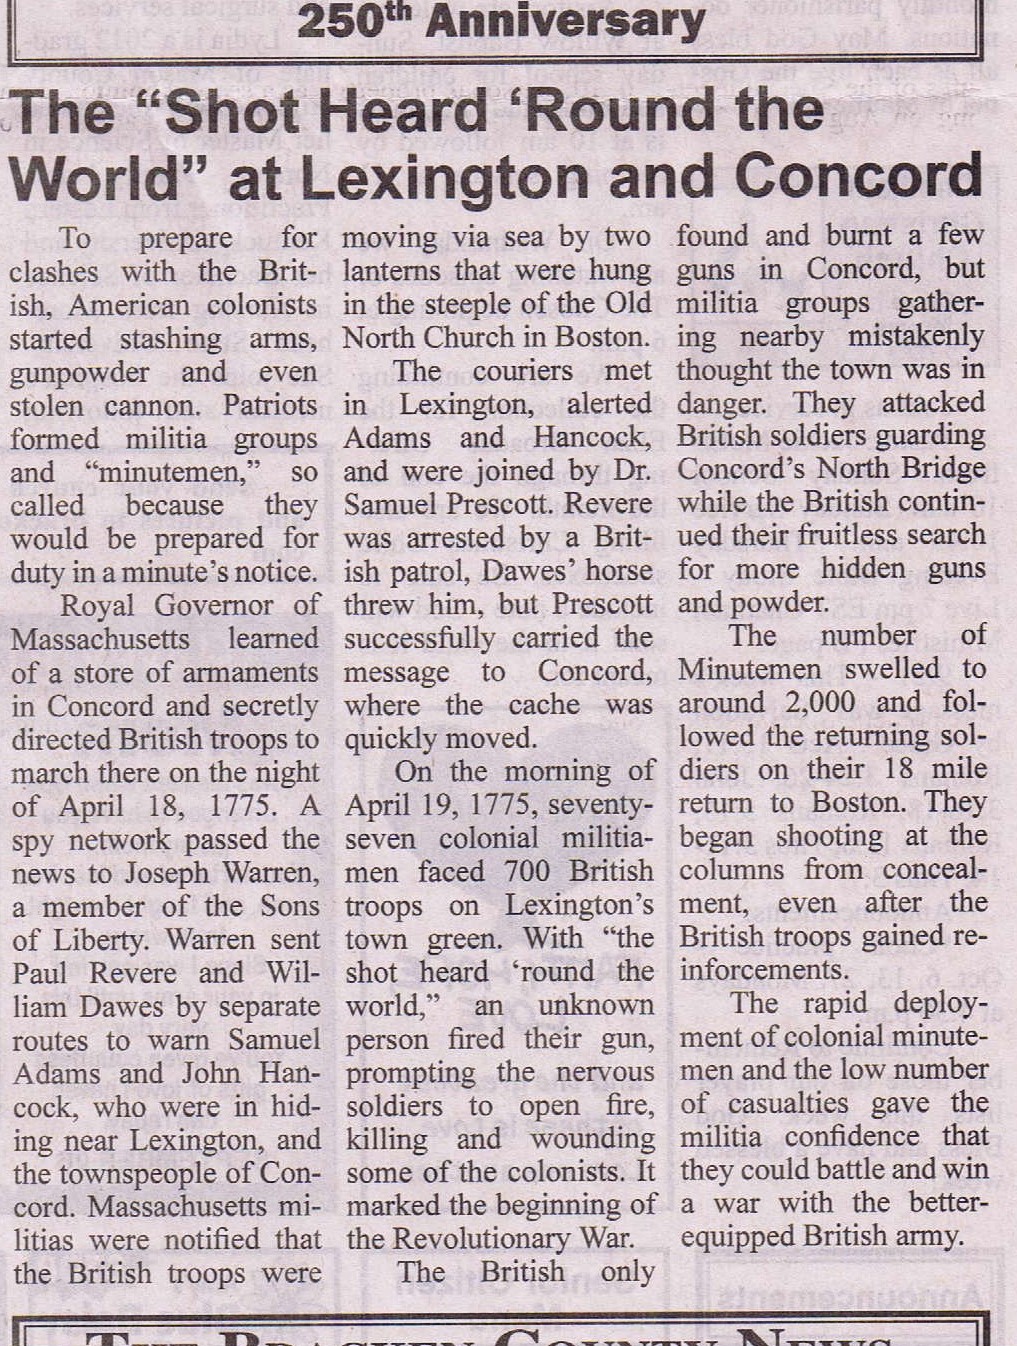 250th Anniversary
The “Shot Heard ‘Round the
World” at Lexington and Concord
To prepare for
clashes with the Brit-
ish, American colonists
started stashing arms,
gunpowder and even
stolen cannon. Patriots
formed militia groups
and “minutemen,” so
called because they
would be prepared for
duty in a minute’s notice.
Royal Governor of
Massachusetts learned
of a store of armaments
in Concord and secretly
directed British troops to
march there on the night
of April 18, 1775. A
spy network passed the
news to Joseph Warren,
a member of the Sons
of Liberty. Warren sent
Paul Revere and Wil-
liam Dawes by separate
routes to warn Samuel
Adams and John Han-
cock, who were in hid-
ing near Lexington, and
the townspeople of Con-
cord. Massachusetts mi-
litias were notified that
the British troops were
moving via sea by two
lanterns that were hung
in the steeple of the Old
North Church in Boston.
The couriers met
in Lexington, alerted
Adams and Hancock,
and were joined by Dr.
Samuel Prescott. Revere
was arrested by a Brit-
ish patrol, Dawes’ horse
threw him, but Prescott
successfully carried the
message to Concord,
where the cache was
quickly moved.
On the morning of
April 19, 1775, seventy-
seven colonial militia-
men faced 700 British
troops on Lexington’s
town green. With “the
shot heard ‘round the
world,” an unknown
person fired their gun,
prompting the nervous
soldiers to open fire,
killing and wounding
some of the colonists. It
marked the beginning of
the Revolutionary War.
The British only
found and burnt a few
guns in Concord, but
militia groups gather-
ing nearby mistakenly
thought the town was in
danger. They attacked
British soldiers guarding
Concord’s North Bridge
while the British contin-
ued their fruitless search
for more hidden guns
and powder.
The number of
Minutemen swelled to
around 2,000 and fol-
lowed the returning sol-
diers on their 18 mile
return to Boston. They
began shooting at the
columns from conceal-
ment, even after the
British troops gained re-
inforcements.
The rapid deploy-
ment of colonial minute-
men and the low number
of casualties gave the
militia confidence that
they could battle and win
a war with the better-
equipped British army.
THE BRACKEN COUNTY NEWS